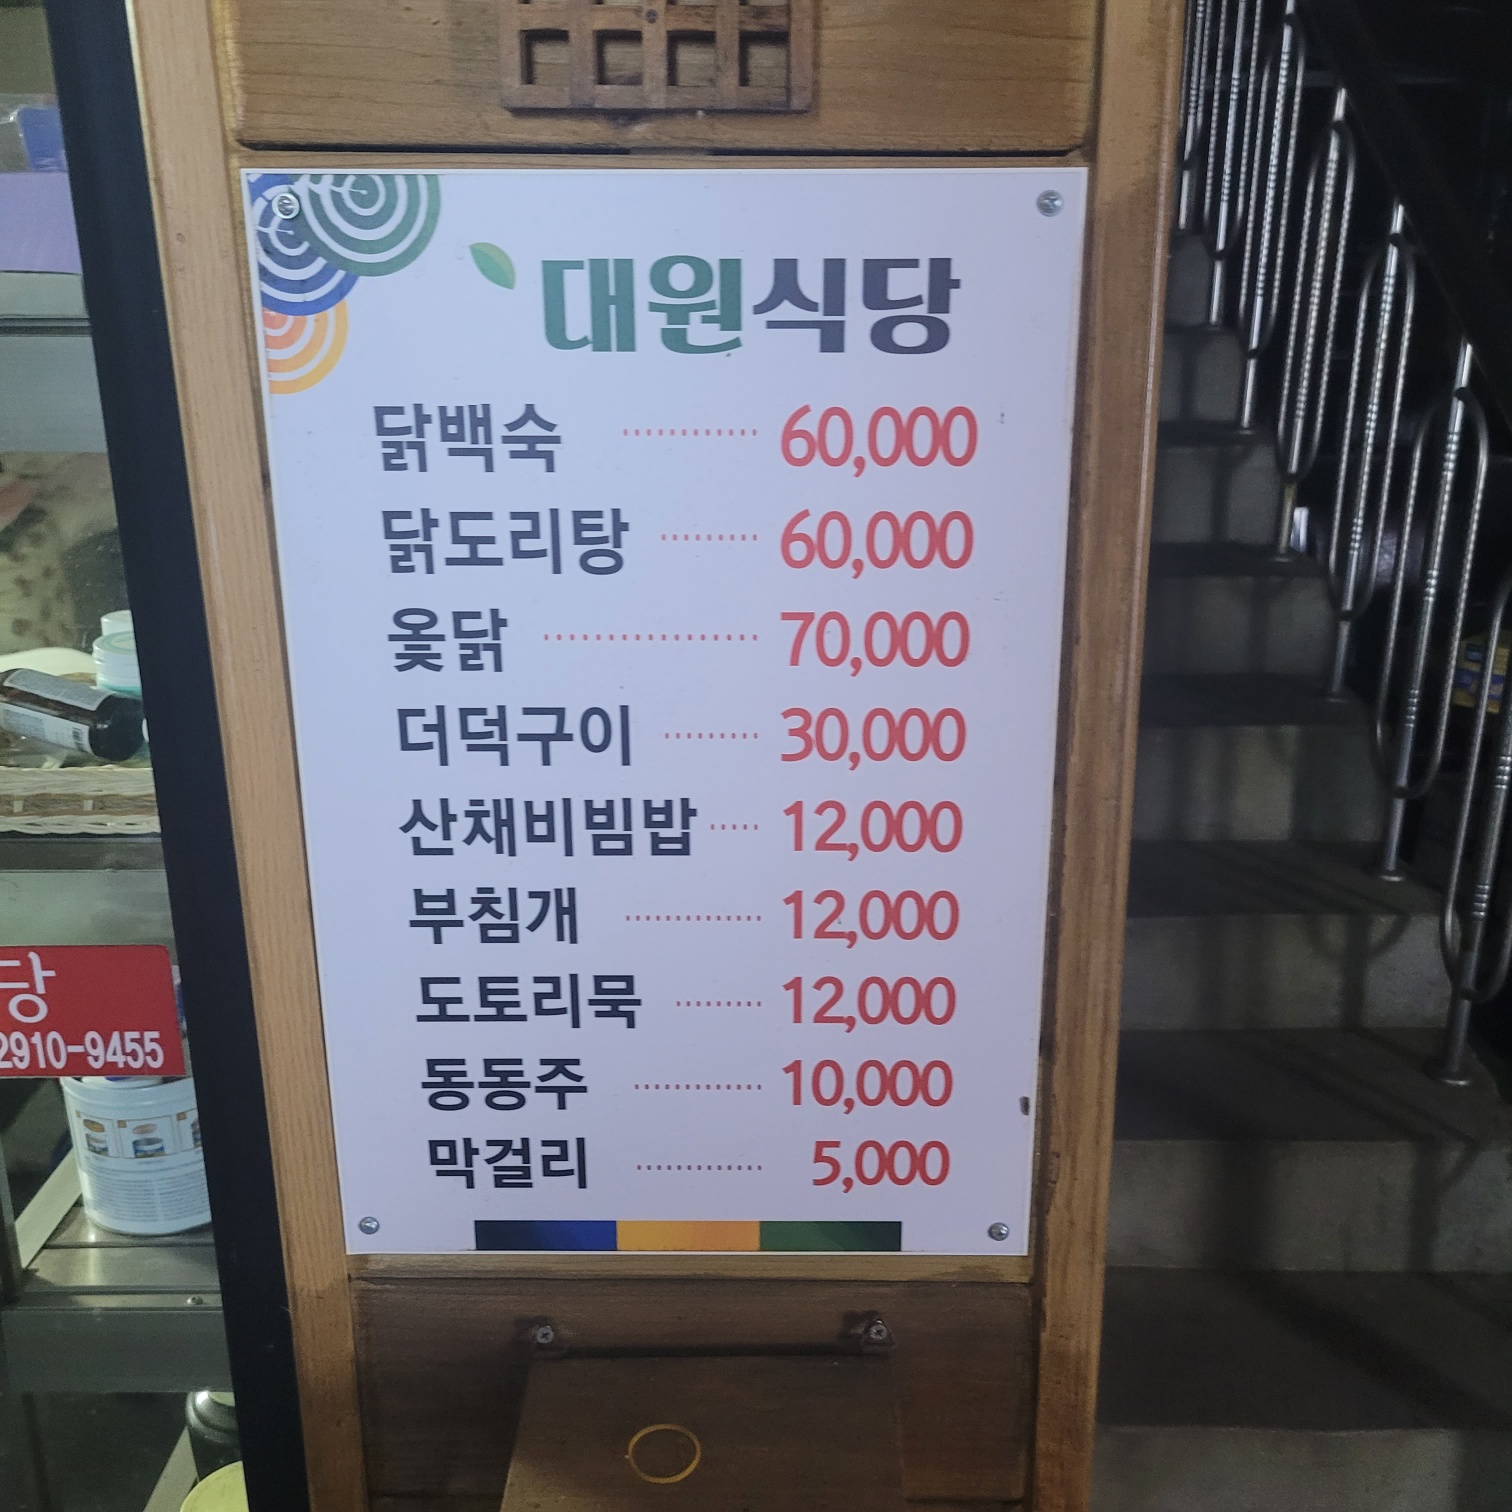 대원식당
닭백숙 ············ 60,000
닭도리탕 ········· 60,000
옻닭 ·················· 70,000
더덕구이 ········· 30,000
산채비빔밥 ····· 12,000
부침개 ············· 12,000
도토리묵 ········ 12,000
동동주 ············ 10,000
막걸리 ············ 5,000
당
2910-9455